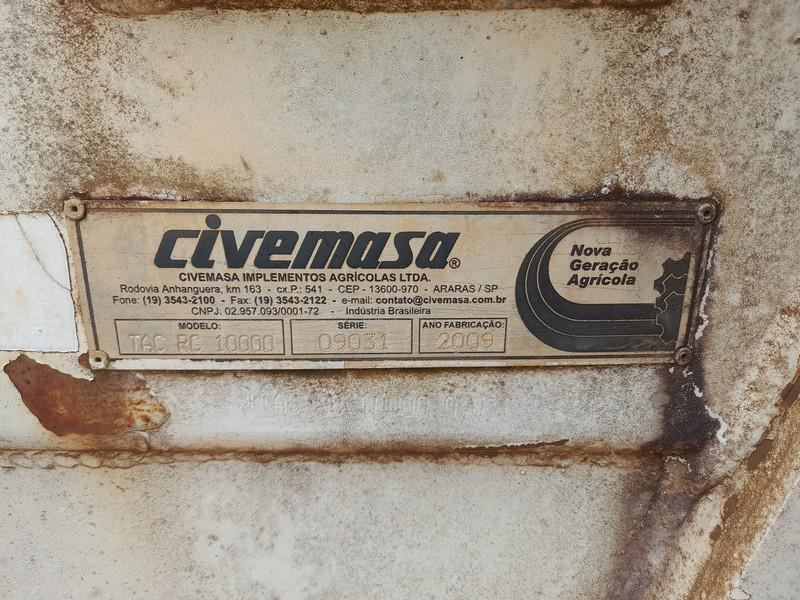 civemasa®
CIVEMASA IMPLEMENTOS AGRÍCOLAS LTDA.
Rodovia Anhanguera, km 163 - cx.P.: 541 - CEP - 13600-970 - ARARAS / SP
Fone: (19) 3543-2100 - Fax: (19) 3543-2122 - e-mail: contato@civemasa.com.br
CNPJ: 02.957.093/0001-72 - Indústria Brasileira
MODELO: SÉRIE: ANO FABRICAÇÃO:
TAC RC 10000 09031 2009
Nova
Geração
Agrícola